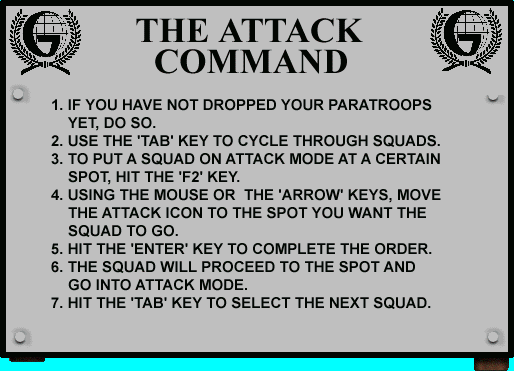 THE ATTACK
COMMAND
1. IF YOU HAVE NOT DROPPED YOUR PARATROOPS
YET, DO SO.
2. USE THE 'TAB' KEY TO CYCLE THROUGH SQUADS.
3. TO PUT A SQUAD ON ATTACK MODE AT A CERTAIN
SPOT, HIT THE 'F2' KEY.
4. USING THE MOUSE OR THE 'ARROW' KEYS, MOVE
THE ATTACK ICON TO THE SPOT YOU WANT THE
SQUAD TO GO.
5. HIT THE 'ENTER' KEY TO COMPLETE THE ORDER.
6. THE SQUAD WILL PROCEED TO THE SPOT AND
GO INTO ATTACK MODE.
7. HIT THE 'TAB' KEY TO SELECT THE NEXT SQUAD.